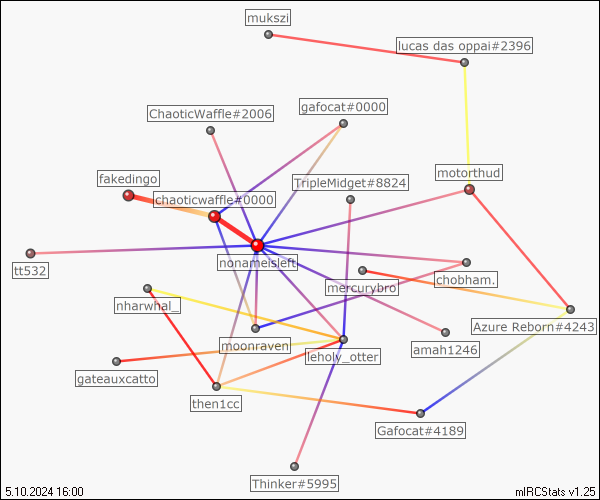 mukszi
lucas das oppai#2396
ChaoticWaffle#2006
gafocat#0000
fakedingo
chaoticwaffle#0000
TripleMidget#8824
motorthud
nonameisleft
tt532
mercurybro
chobham.
nharwhal_
Azure Reborn#4243
moonraven
leholy_otter
amah1246
gateauxcatto
then1cc
Gafocat#4189
Thinker#5995
5.10.2024 16:00
mIRCStats v1.25